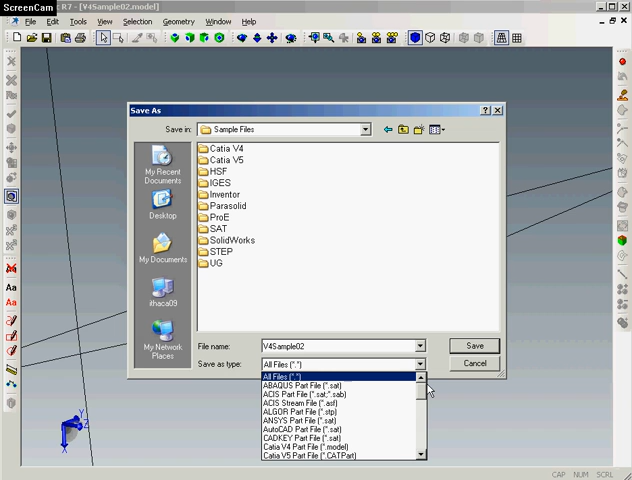 ScreenCam
: R7 - [V4Sample02.model]
File Edit Tools View Selection Geometry Window Help
Save As
Save in: Sample Files
My Recent
Documents
Desktop
My Documents
ithaca09
My Network
Places
Catia V4
Catia V5
HSF
IGES
Inventor
Parasolid
ProE
SAT
SolidWorks
STEP
UG
File name: V4Sample02 Save
Save as type: All Files (*.*) Cancel
All Files (*.*)
ABAQUS Part File (*.sat)
ACIS Part File (*.sat;*.sab)
ACIS Stream File (*.asf)
ALGOR Part File (*.stp)
ANSYS Part File (*.sat)
AutoCAD Part File (*.sat)
CADKEY Part File (*.sat)
Catia V4 Part File (*.model)
Catia V5 Part File (*.CATPart)
Aa
Aa
Y
Z
X
CAP NUM SCRL